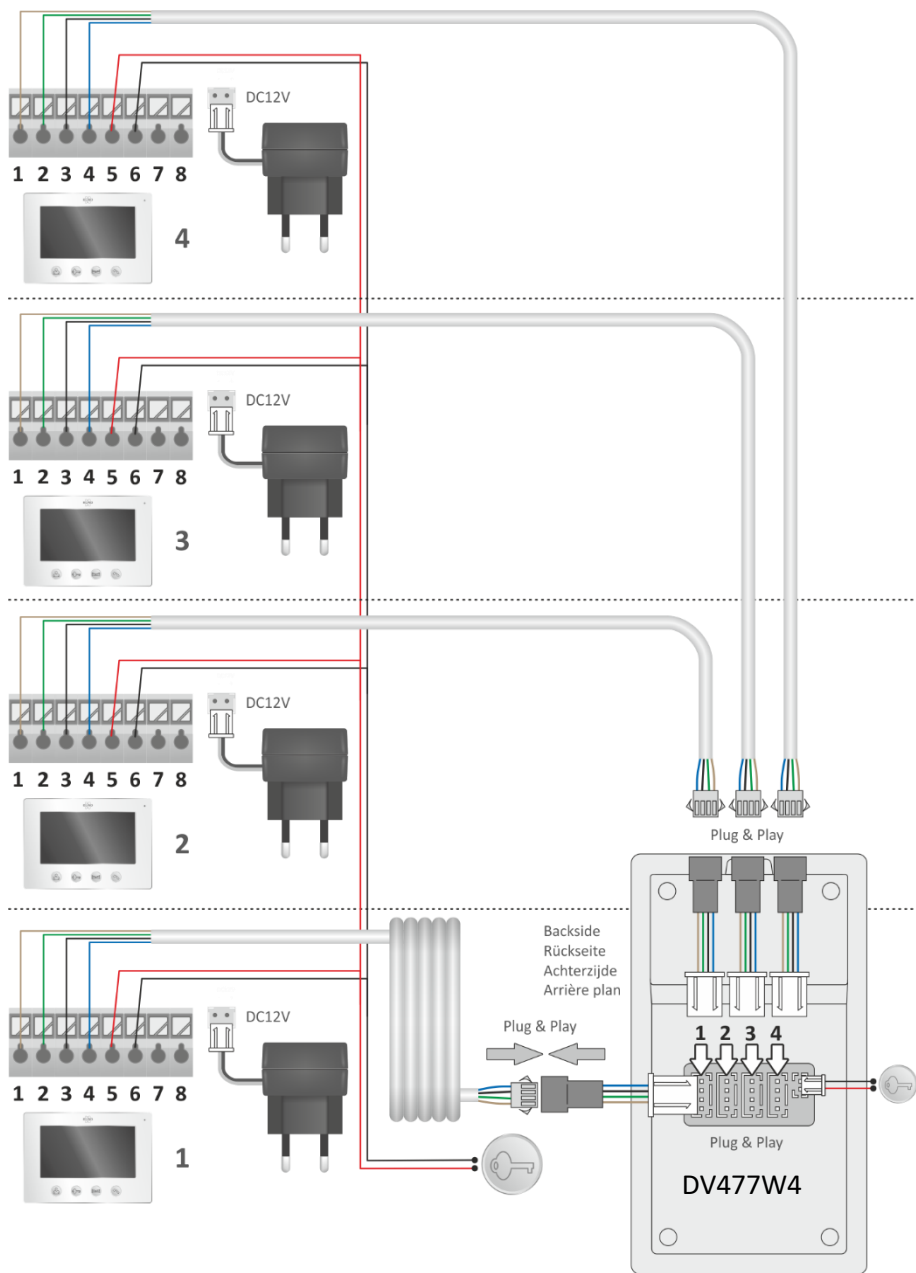 DC12V
1 2 3 4 5 6 7 8
4
DC12V
1 2 3 4 5 6 7 8
3
DC12V
1 2 3 4 5 6 7 8
2
Plug & Play
Backside
Rückseite
Achterzijde
Arrière plan
Plug & Play
DC12V
1 2 3 4 5 6 7 8
1
1 2 3 4
Plug & Play
DV477W4